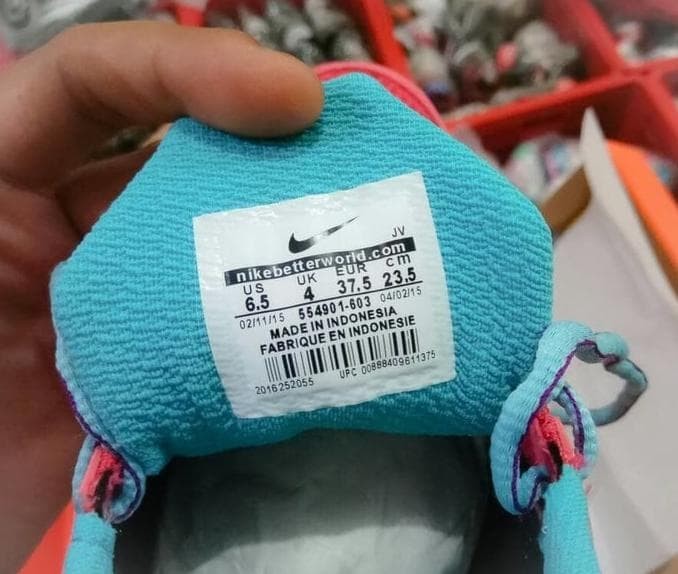 JV
nikebetterworld.com
US UK EUR cm
6.5 4 37.5 23.5
02/11/15 554901-603 04/02/15
MADE IN INDONESIA
FABRIQUE EN INDONESIE
2016252055 UPC 00888409611375